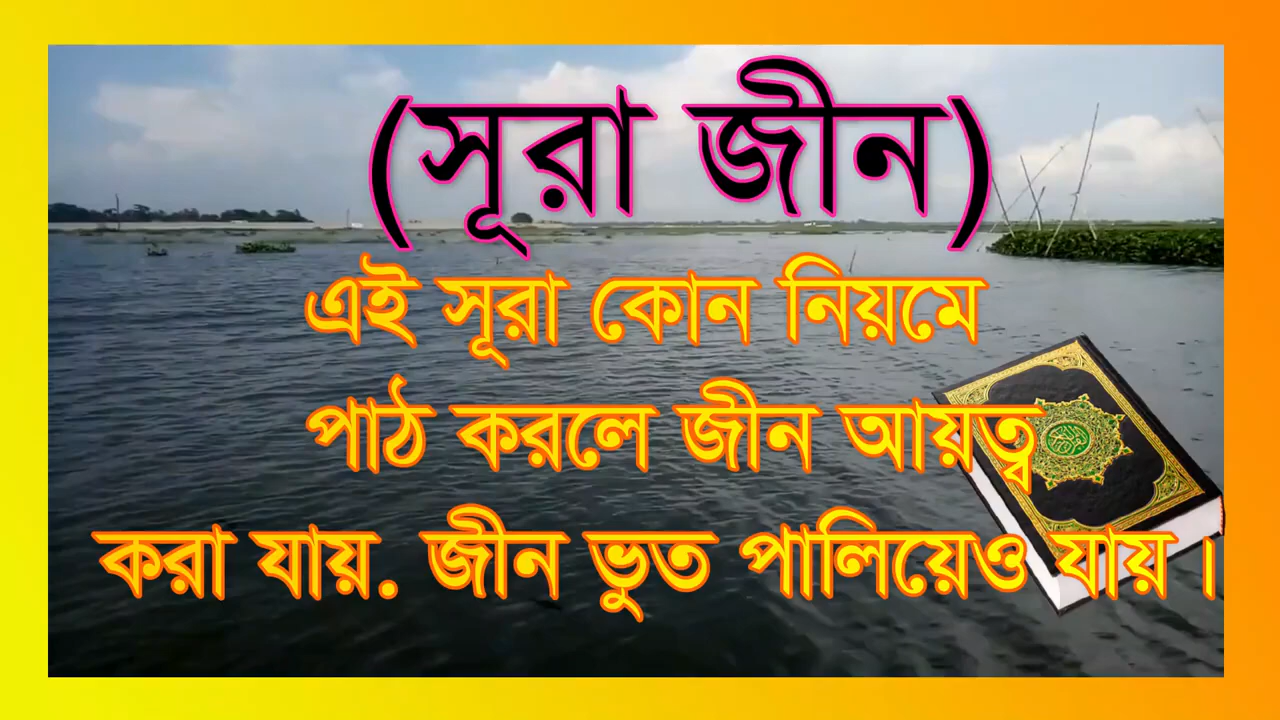 (সূরা জীন)
এই সূরা কোন নিয়মে
পাঠ করলে জীন আয়ত্ব
করা যায়. জীন ভুত পালিয়েও যায়।